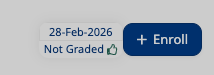 28-Feb-2026
Not Graded
+ Enroll